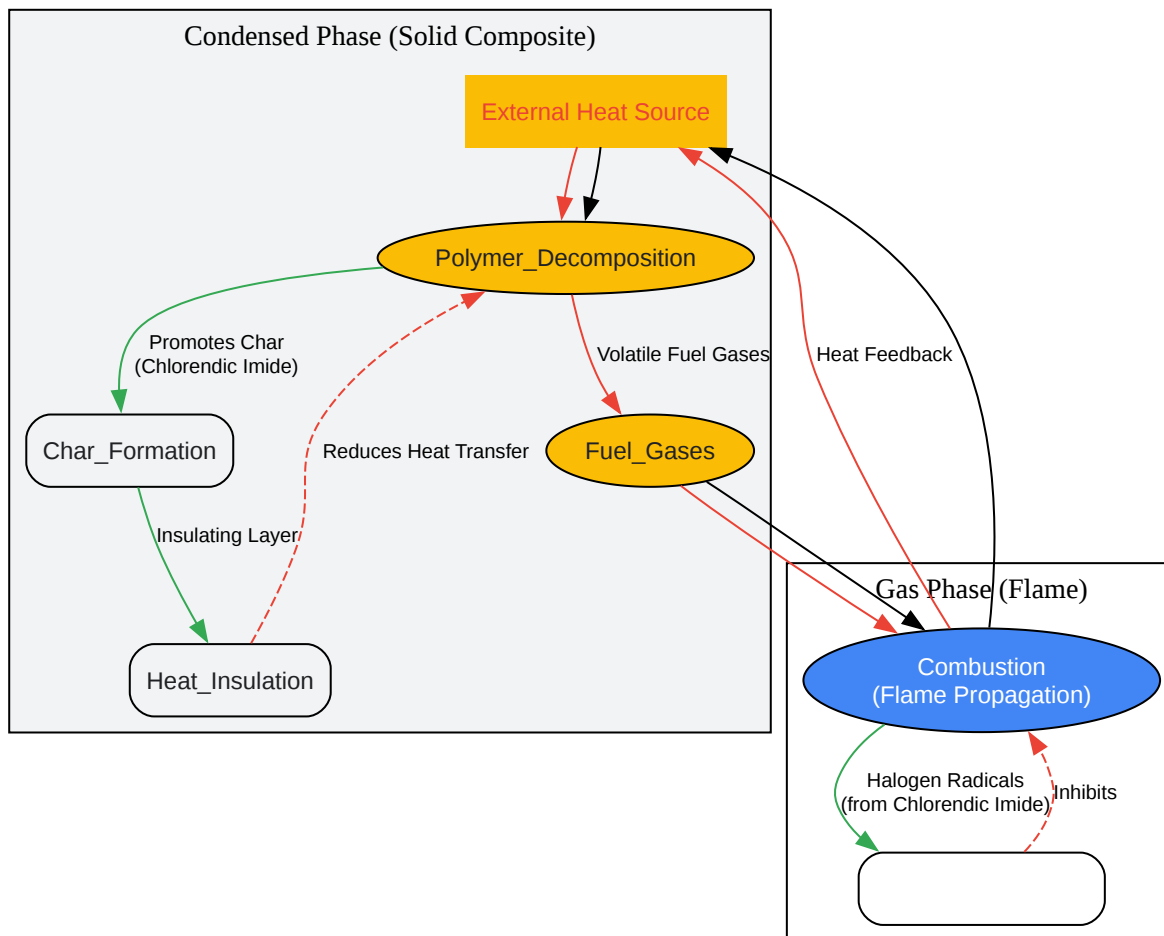 Condensed Phase (Solid Composite)
External Heat Source
Polymer_Decomposition
Promotes Char
(Chlorendic Imide)
Volatile Fuel Gases
Heat Feedback
Char_Formation
Reduces Heat Transfer
Fuel_Gases
Insulating Layer
Heat_Insulation
Gas Phase (Flame)
Combustion
(Flame Propagation)
Halogen Radicals
(from Chlorendic Imide)
Inhibits